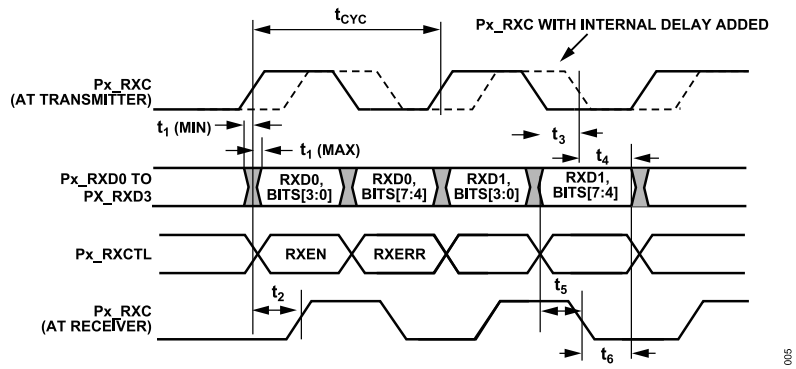 tCYC
Px_RXC WITH INTERNAL DELAY ADDED
Px_RXC
(AT TRANSMITTER)
t1 (MIN)
t1 (MAX)
t3
t4
Px_RXD0 TO
PX_RXD3
RXD0,
BITS[3:0]
RXD0,
BITS[7:4]
RXD1,
BITS[3:0]
RXD1,
BITS[7:4]
Px_RXCTL
RXEN
RXERR
t2
t5
Px_RXC
(AT RECEIVER)
t6
005